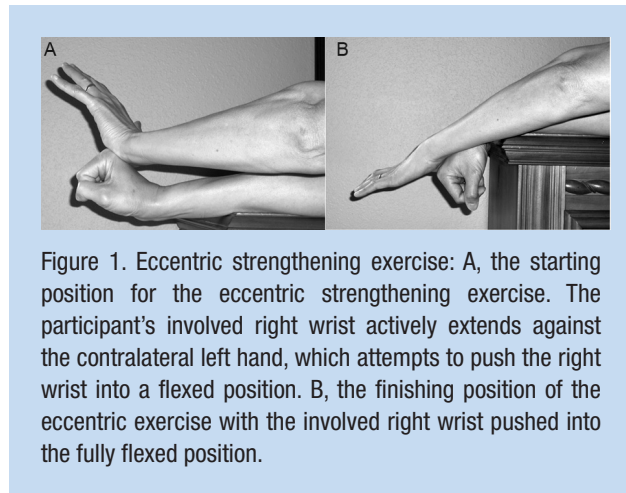 A
B
Figure 1. Eccentric strengthening exercise: A, the starting
position for the eccentric strengthening exercise. The
participant’s involved right wrist actively extends against
the contralateral left hand, which attempts to push the right
wrist into a flexed position. B, the finishing position of the
eccentric exercise with the involved right wrist pushed into
the fully flexed position.